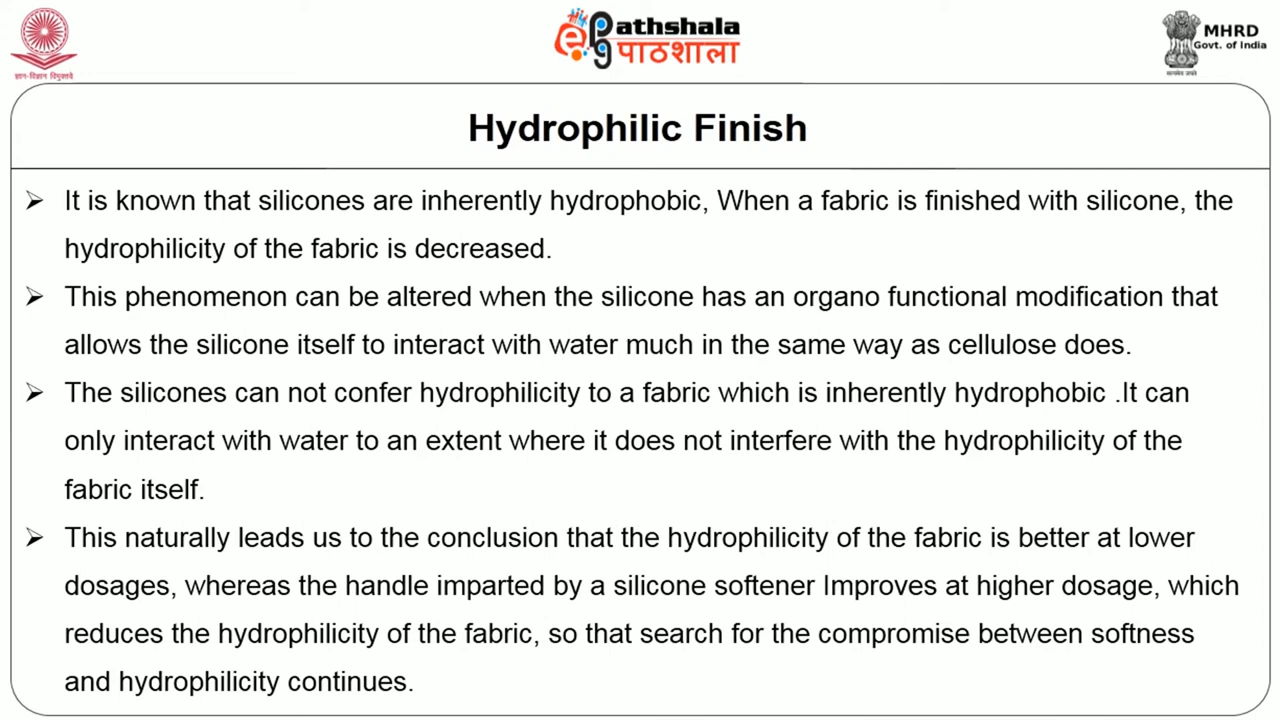 ज्ञान-विज्ञान विमुक्तये
ePg
Pathshala
पाठशाला
सत्यमेव जयते
MHRD
Govt. of India
Hydrophilic Finish
➢ It is known that silicones are inherently hydrophobic, When a fabric is finished with silicone, the
hydrophilicity of the fabric is decreased.
➢ This phenomenon can be altered when the silicone has an organo functional modification that
allows the silicone itself to interact with water much in the same way as cellulose does.
➢ The silicones can not confer hydrophilicity to a fabric which is inherently hydrophobic .It can
only interact with water to an extent where it does not interfere with the hydrophilicity of the
fabric itself.
➢ This naturally leads us to the conclusion that the hydrophilicity of the fabric is better at lower
dosages, whereas the handle imparted by a silicone softener Improves at higher dosage, which
reduces the hydrophilicity of the fabric, so that search for the compromise between softness
and hydrophilicity continues.